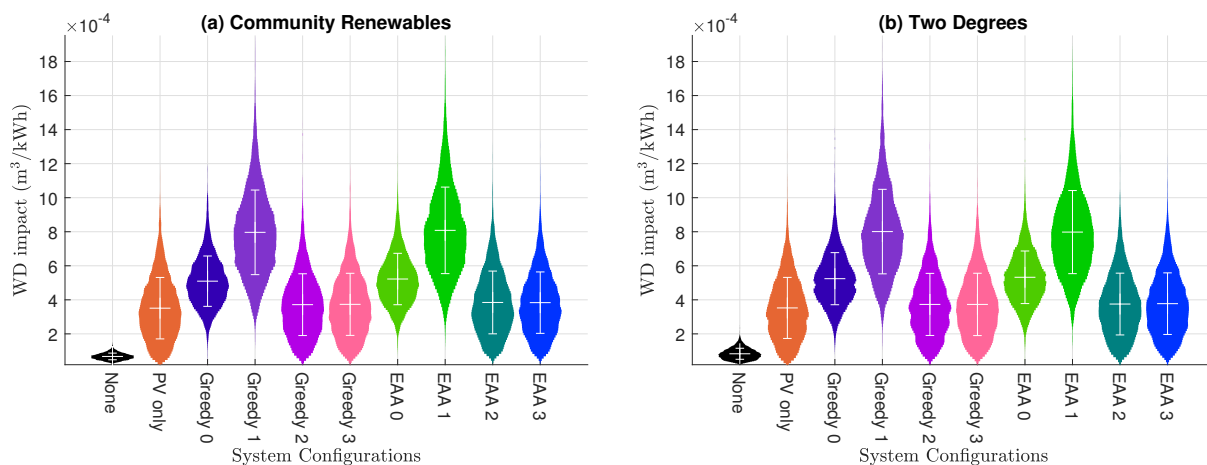 (a) Community Renewables
×10⁻⁴
WD impact (m³/kWh)
18
16
14
12
10
8
6
4
2
None
PV only
Greedy 0
Greedy 1
Greedy 2
Greedy 3
EAA 0
EAA 1
EAA 2
EAA 3
System Configurations
(b) Two Degrees
×10⁻⁴
WD impact (m³/kWh)
18
16
14
12
10
8
6
4
2
None
PV only
Greedy 0
Greedy 1
Greedy 2
Greedy 3
EAA 0
EAA 1
EAA 2
EAA 3
System Configurations